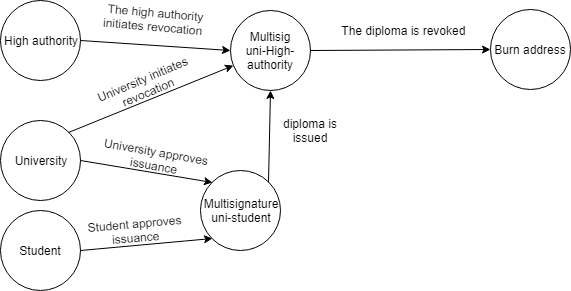 The high authority
initiates revocation
High authority
Multisig
uni-High-
authority
The diploma is revoked
Burn address
University initiates
revocation
diploma is
issued
University approves
issuance
University
Multisignature
uni-student
Student approves
issuance
Student